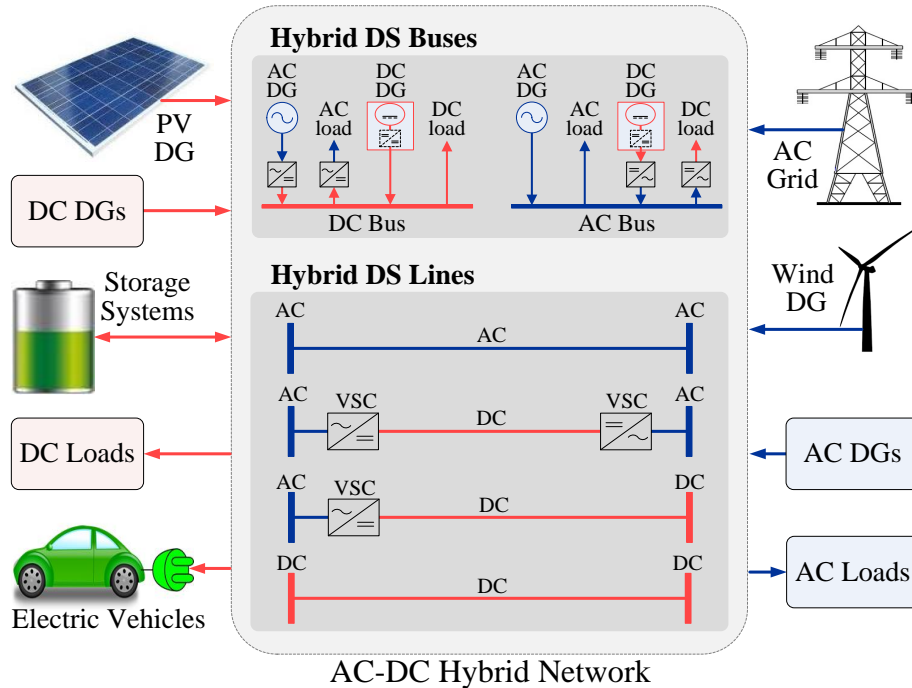 Hybrid DS Buses
AC
DG
AC
load
DC
DG
DC
load
DC Bus
AC
DG
AC
load
DC
DG
DC
load
AC Bus
Hybrid DS Lines
AC
AC
AC
AC
VSC
DC
VSC
AC
AC
VSC
DC
DC
DC
DC
DC
PV
DG
DC DGs
Storage
Systems
DC Loads
Electric Vehicles
AC
Grid
Wind
DG
AC DGs
AC Loads
AC-DC Hybrid Network